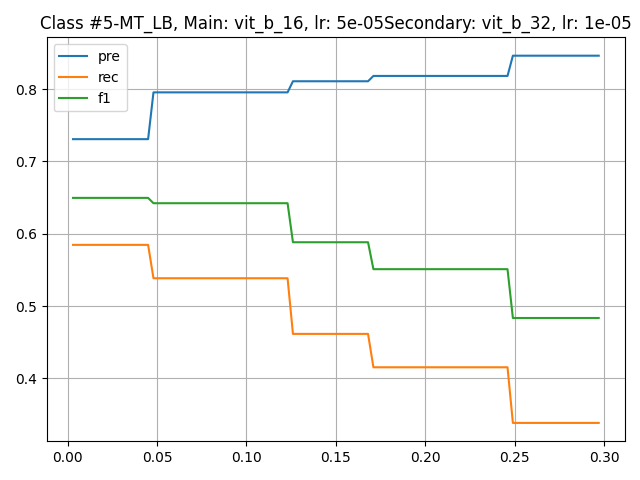 Class #5-MT_LB, Main: vit_b_16, lr: 5e-05Secondary: vit_b_32, lr: 1e-05
pre
rec
f1
0.8
0.7
0.6
0.5
0.4
0.00 0.05 0.10 0.15 0.20 0.25 0.30